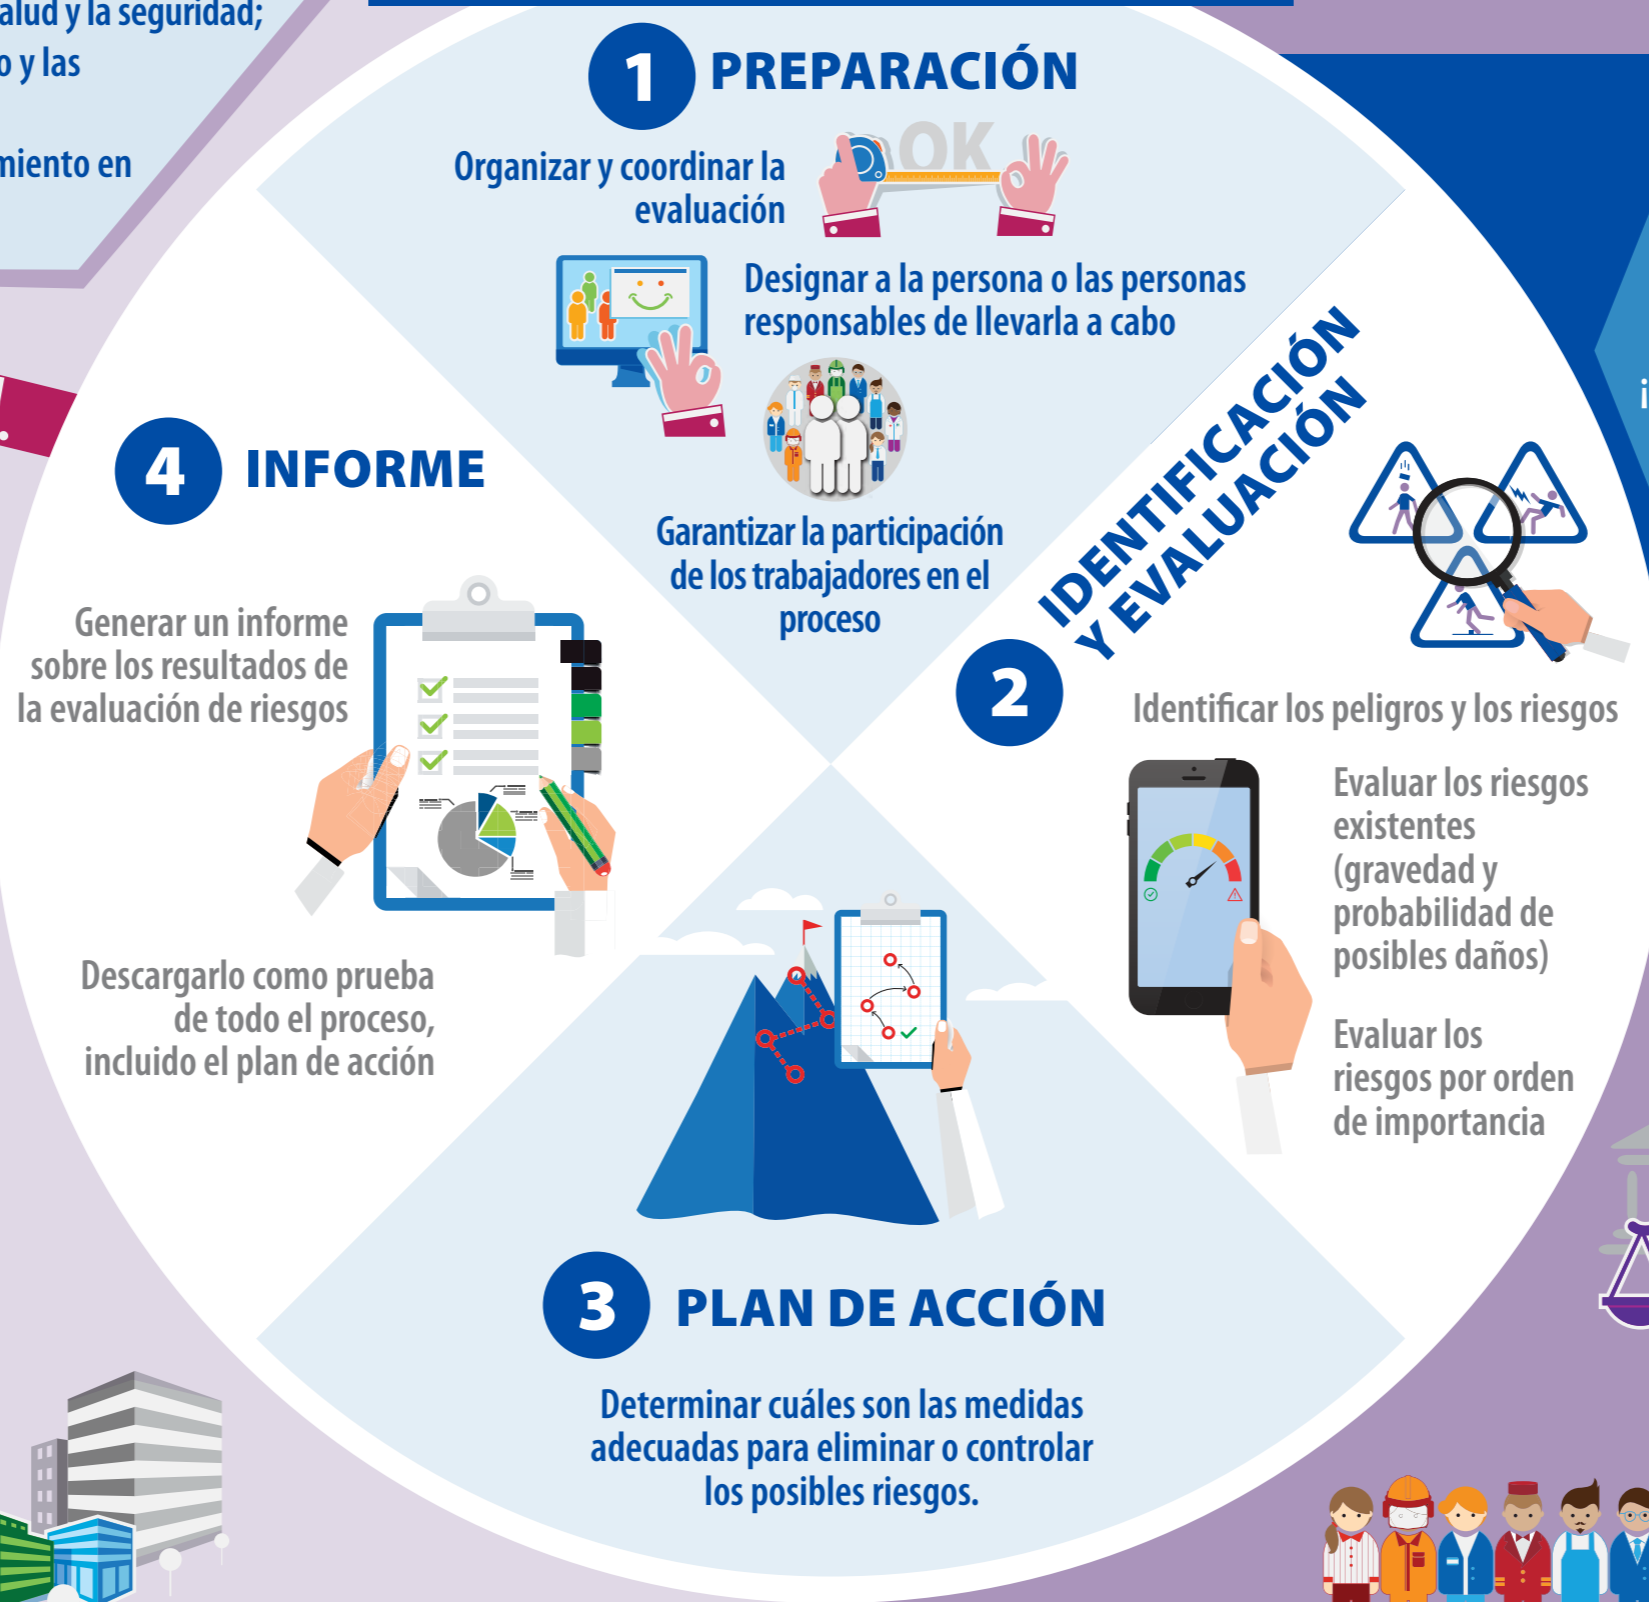 y la seguridad;
y las
en
1 PREPARACIÓN
OK
Organizar y coordinar la
evaluación
Designar a la persona o las personas
responsables de llevarla a cabo
Garantizar la participación
de los trabajadores en el
proceso
2
IDENTIFICACIÓN
Y EVALUACIÓN
Identificar los peligros y los riesgos
Evaluar los riesgos
existentes
(gravedad y
probabilidad de
posibles daños)
Evaluar los
riesgos por orden
de importancia
3 PLAN DE ACCIÓN
Determinar cuáles son las medidas
adecuadas para eliminar o controlar
los posibles riesgos.
4 INFORME
Generar un informe
sobre los resultados de
la evaluación de riesgos
Descargarlo como prueba
de todo el proceso,
incluido el plan de acción